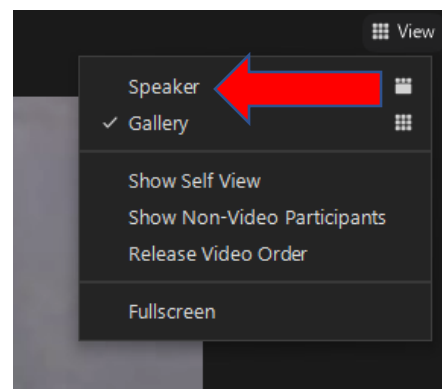 View
Speaker
Gallery
Show Self View
Show Non-Video Participants
Release Video Order
Fullscreen